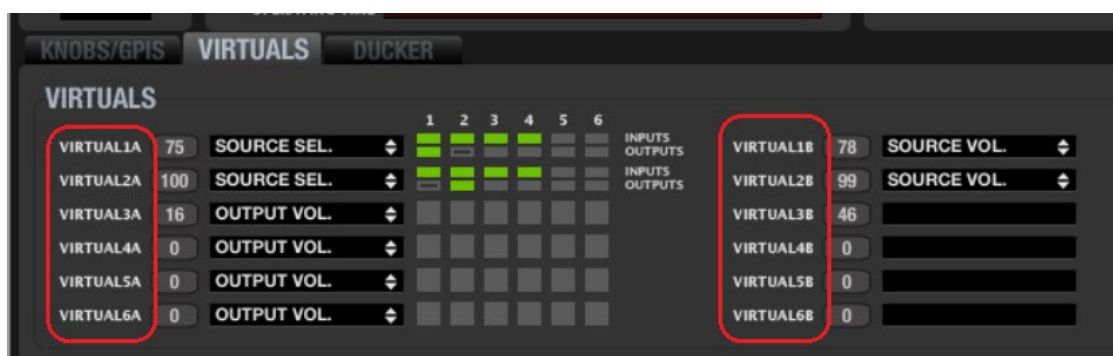 KNOBS/GPIS VIRTUALS DUCKER
VIRTUALS
1 2 3 4 5 6
VIRTUAL1A 75 SOURCE SEL. INPUTS OUTPUTS VIRTUAL1B 78 SOURCE VOL.
VIRTUAL2A 100 SOURCE SEL. INPUTS OUTPUTS VIRTUAL2B 99 SOURCE VOL.
VIRTUAL3A 16 OUTPUT VOL. VIRTUAL3B 46
VIRTUAL4A 0 OUTPUT VOL. VIRTUAL4B 0
VIRTUAL5A 0 OUTPUT VOL. VIRTUAL5B 0
VIRTUAL6A 0 OUTPUT VOL. VIRTUAL6B 0